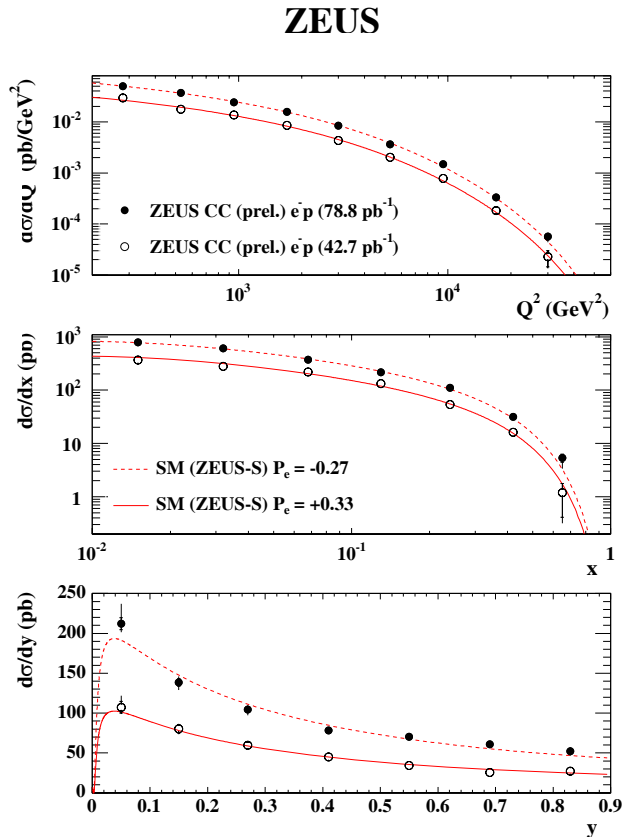 ZEUS
dσ/dQ² (pb/GeV²)
10⁻²
10⁻³
10⁻⁴
10⁻⁵
ZEUS CC (prel.) e⁻p (78.8 pb⁻¹)
ZEUS CC (prel.) e⁻p (42.7 pb⁻¹)
10³ 10⁴
Q² (GeV²)
dσ/dx (pb)
10³
10²
10
1
SM (ZEUS-S) Pₑ = -0.27
SM (ZEUS-S) Pₑ = +0.33
10⁻² 10⁻¹ 1
x
dσ/dy (pb)
250
200
150
100
50
0
0 0.1 0.2 0.3 0.4 0.5 0.6 0.7 0.8 0.9
y